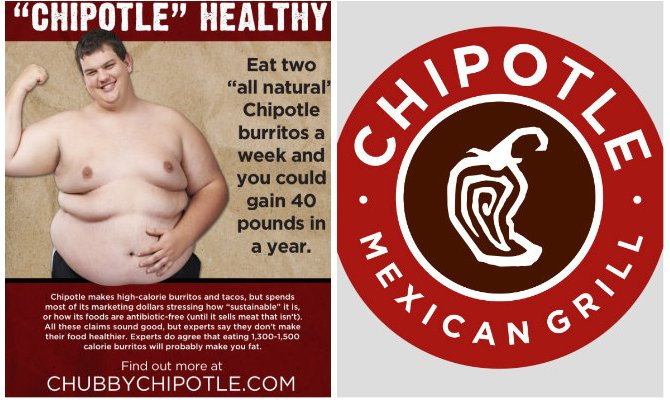 “CHIPOTLE” HEALTHY
Eat two
“all natural’
Chipotle
burritos a
week and
you could
gain 40
pounds in
a year.
Chipotle makes high-calorie burritos and tacos, but spends
most of its marketing dollars stressing how “sustainable” it is,
or how its foods are antibiotic-free (until it sells meat that isn't).
All these claims sound good, but experts say they don't make
their food healthier. Experts do agree that eating 1,300-1,500
calorie burritos will probably make you fat.
Find out more at
CHUBBYCHIPOTLE.COM
CHIPOTLE
MEXICAN GRILL